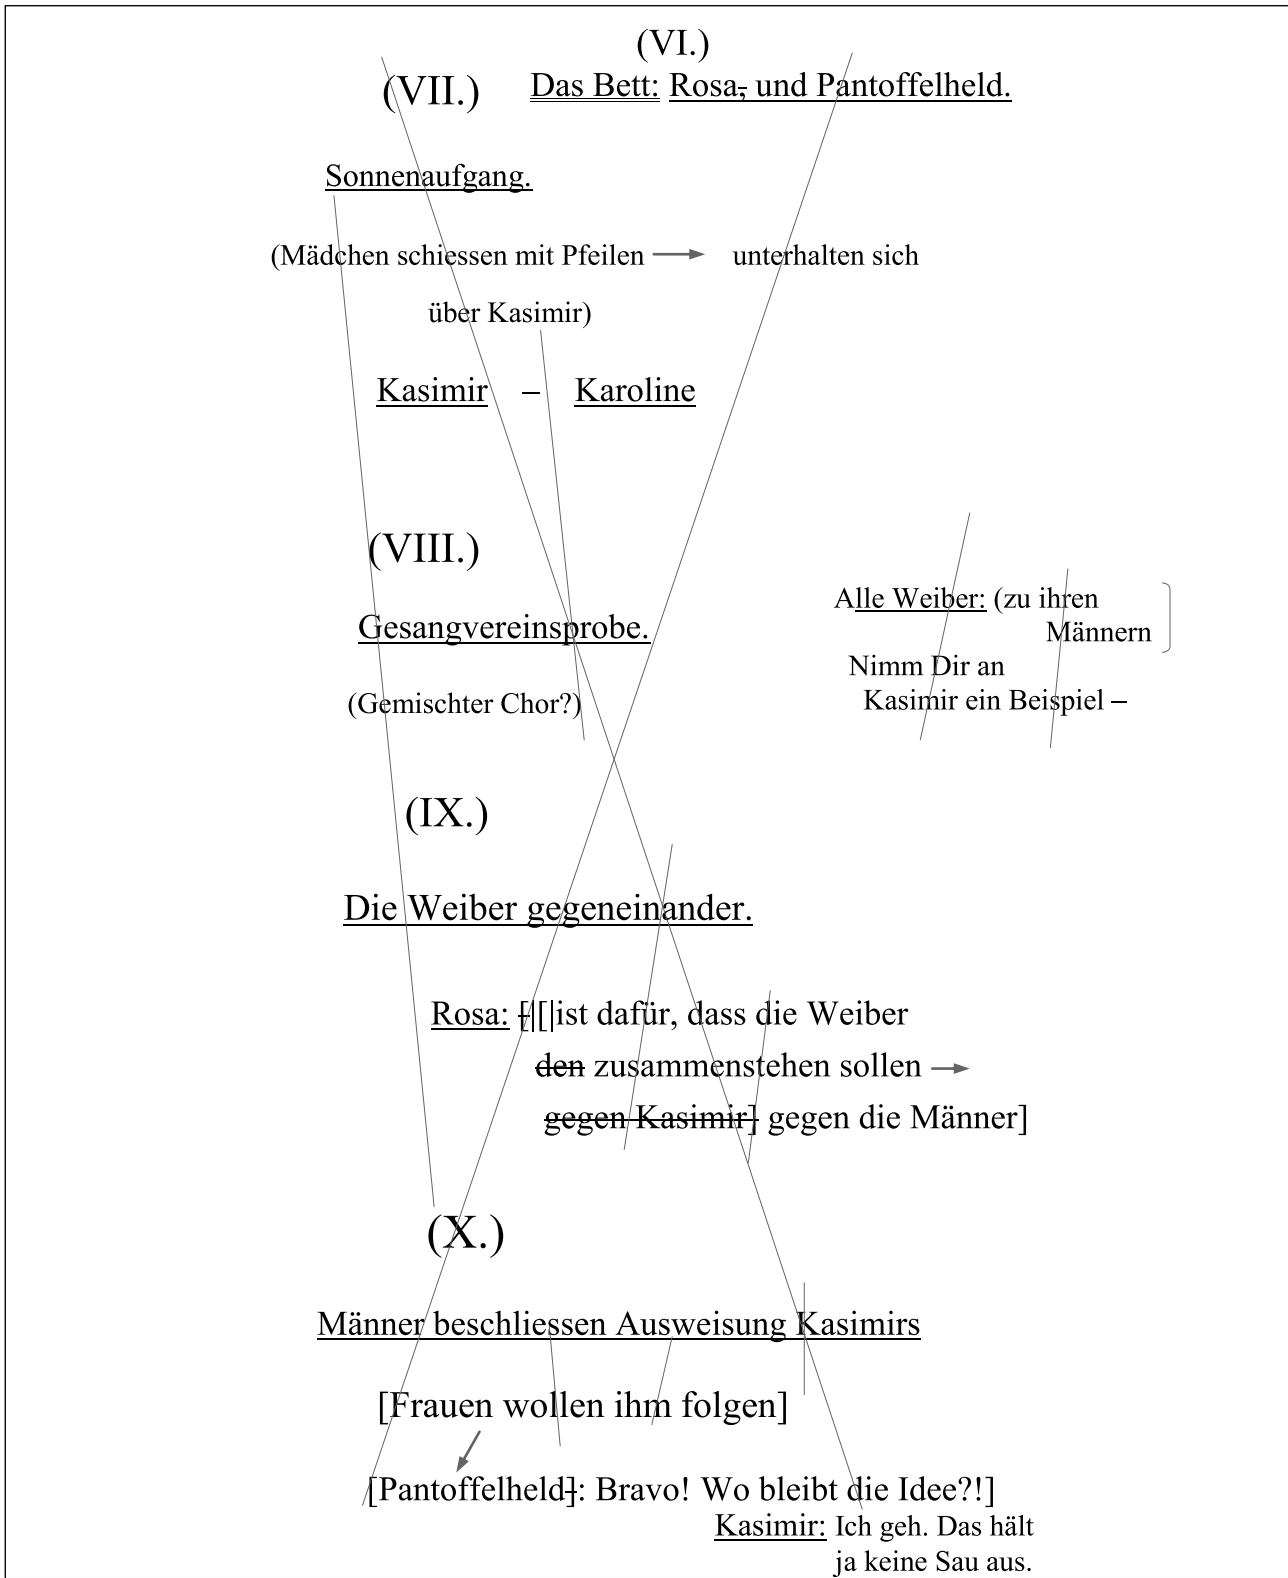 (VI.)
(VII.) Das Bett: Rosa, und Pantoffelheld.
Sonnenaufgang.
(Mädchen schiessen mit Pfeilen → unterhalten sich
über Kasimir)
Kasimir – Karoline
(VIII.)
Alle Weiber: (zu ihren
Männern
Gesangvereinsprobe.
Nimm Dir an
Kasimir ein Beispiel –
(Gemischter Chor?)
(IX.)
Die Weiber gegeneinander.
Rosa: [|[|ist dafür, dass die Weiber
den zusammenstehen sollen →
gegen Kasimir] gegen die Männer]
(X.)
Männer beschliessen Ausweisung Kasimirs
[Frauen wollen ihm folgen]
[Pantoffelheld]: Bravo! Wo bleibt die Idee?!]
Kasimir: Ich geh. Das hält
ja keine Sau aus.